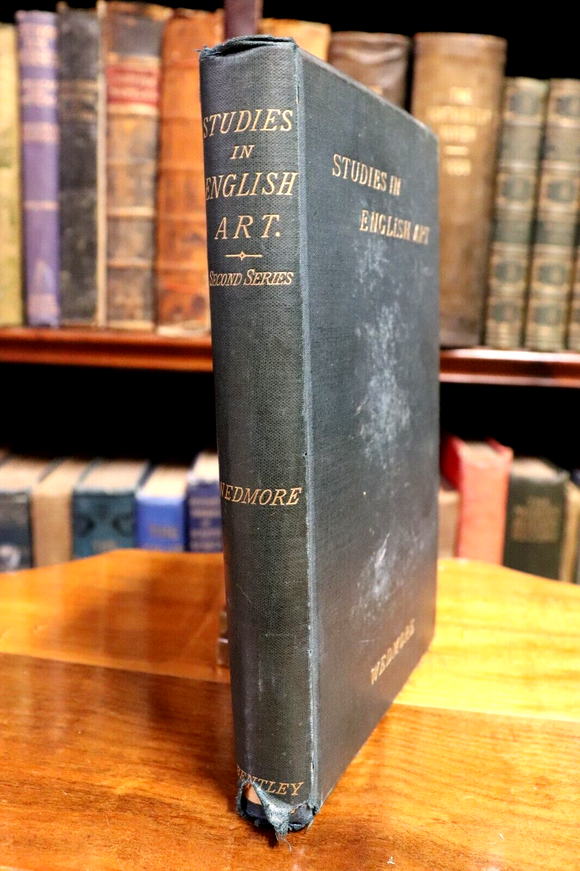 STUDIES
IN
ENGLISH
ART.
SECOND SERIES
WEDMORE
BENTLEY
STUDIES IN
ENGLISH ART
WEDMORE